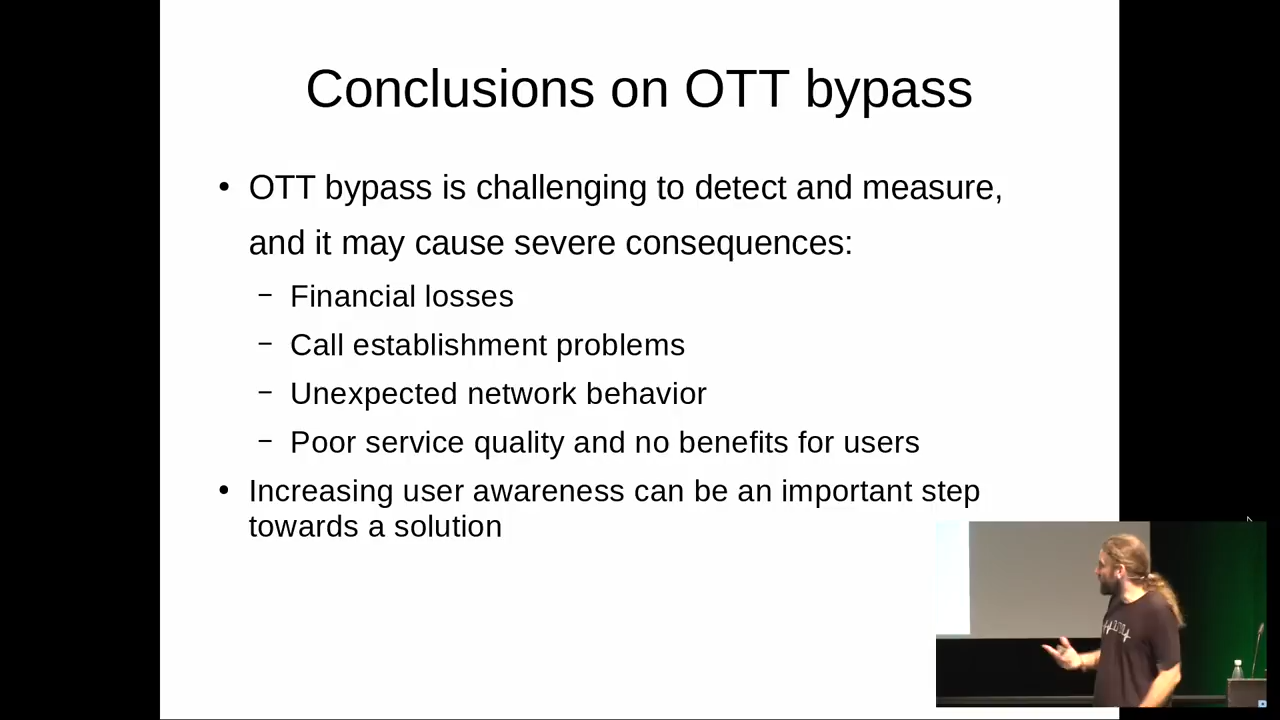 Conclusions on OTT bypass
• OTT bypass is challenging to detect and measure,
and it may cause severe consequences:
– Financial losses
– Call establishment problems
– Unexpected network behavior
– Poor service quality and no benefits for users
• Increasing user awareness can be an important step
towards a solution